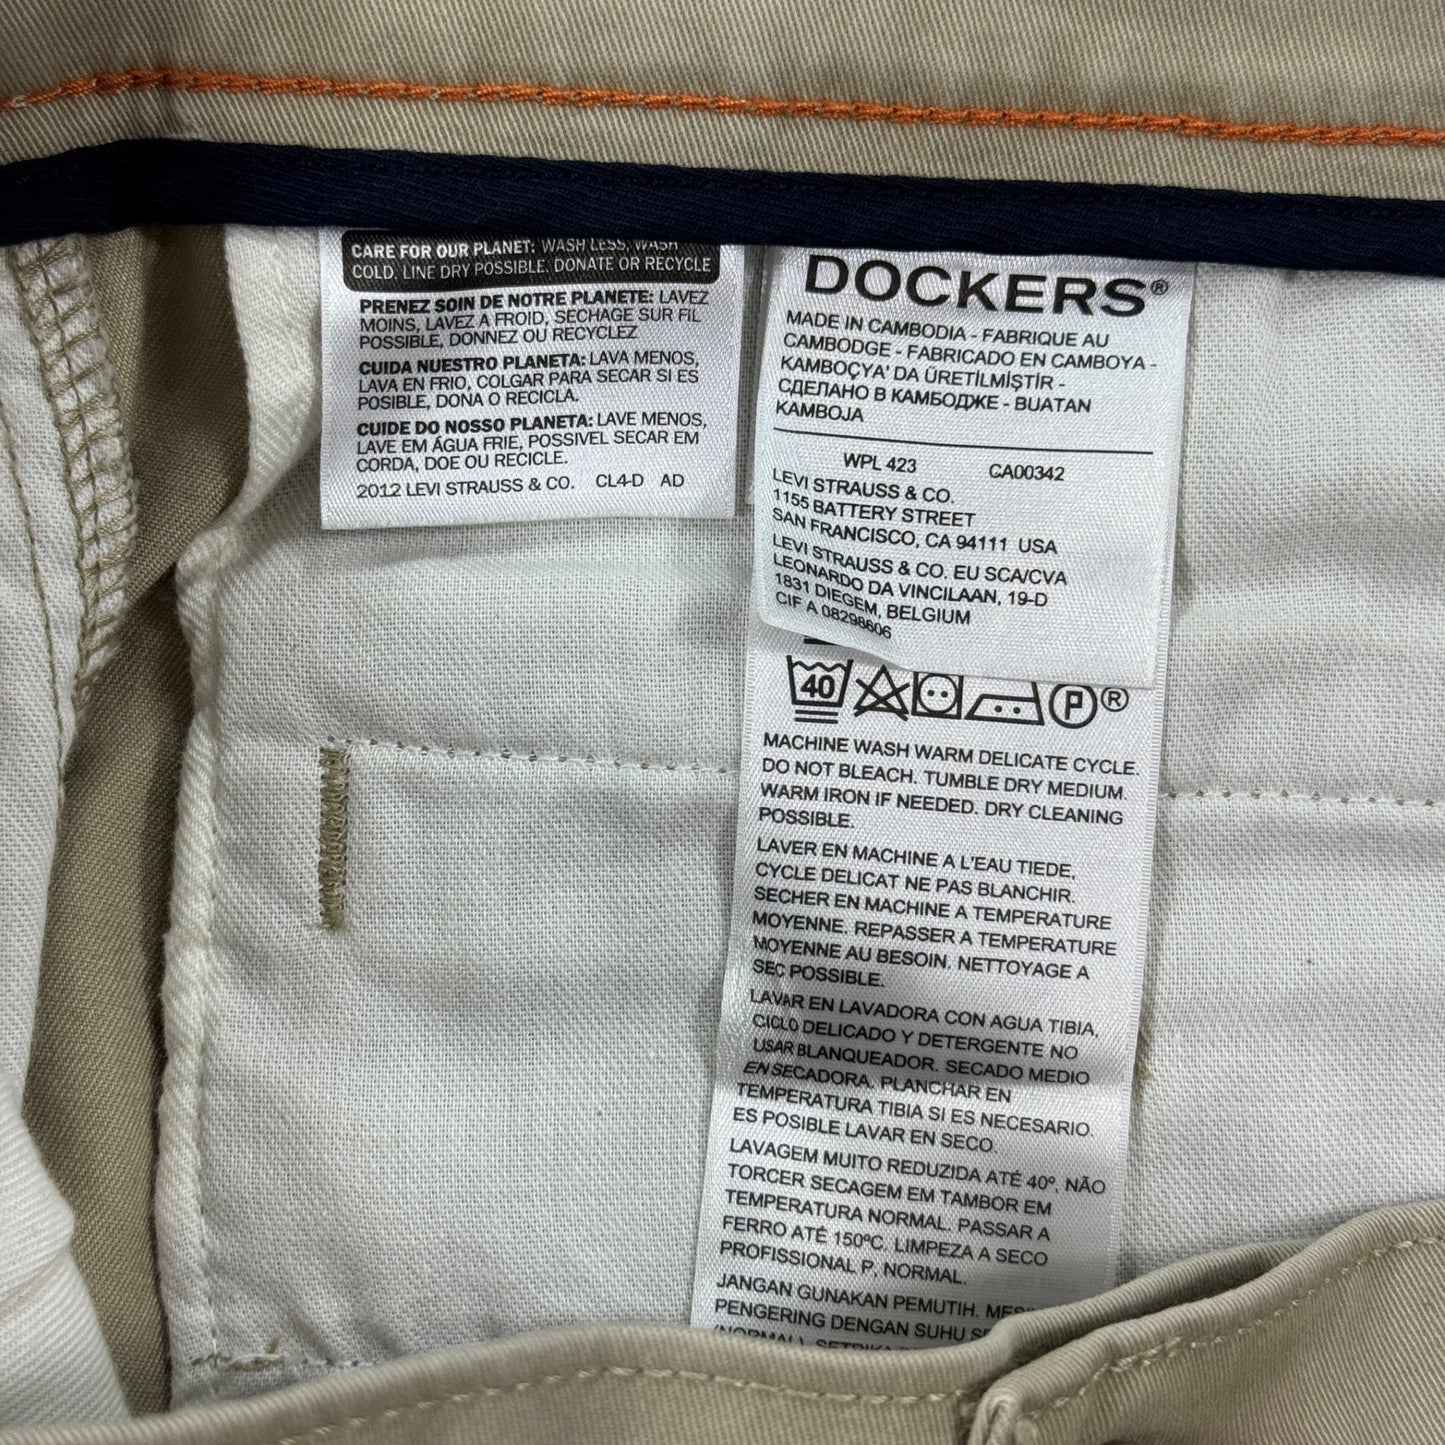 CARE FOR OUR PLANET: WASH LESS, WASH
COLD, LINE DRY POSSIBLE. DONATE OR RECYCLE
PRENEZ SOIN DE NOTRE PLANETE: LAVEZ
MOINS, LAVEZ A FROID, SECHAGE SUR FIL
POSSIBLE, DONNEZ OU RECYCLEZ
CUIDA NUESTRO PLANETA: LAVA MENOS,
LAVA EN FRIO, COLGAR PARA SECAR SI ES
POSIBLE, DONA O RECICLA.
CUIDE DO NOSSO PLANETA: LAVE MENOS,
LAVE EM ÁGUA FRIE, POSSIVEL SECAR EM
CORDA, DOE OU RECICLE.
2012 LEVI STRAUSS & CO. CL4-D AD
DOCKERS®
MADE IN CAMBODIA - FABRIQUE AU
CAMBODGE - FABRICADO EN CAMBOYA -
KAMBOÇYA' DA ÜRETİLMİŞTİR -
СДЕЛАНО В КАМБОДЖЕ - BUATAN
KAMBOJA
WPL 423 CA00342
LEVI STRAUSS & CO.
1155 BATTERY STREET
SAN FRANCISCO, CA 94111 USA
LEVI STRAUSS & CO. EU SCA/CVA
LEONARDO DA VINCILAAN, 19-D
1831 DIEGEM, BELGIUM
CIF A 08298606
40 P ®
MACHINE WASH WARM DELICATE CYCLE.
DO NOT BLEACH. TUMBLE DRY MEDIUM.
WARM IRON IF NEEDED. DRY CLEANING
POSSIBLE.
LAVER EN MACHINE A L'EAU TIEDE,
CYCLE DELICAT NE PAS BLANCHIR.
SECHER EN MACHINE A TEMPERATURE
MOYENNE. REPASSER A TEMPERATURE
MOYENNE AU BESOIN. NETTOYAGE A
SEC POSSIBLE.
LAVAR EN LAVADORA CON AGUA TIBIA,
CICLO DELICADO Y DETERGENTE NO
USAR BLANQUEADOR. SECADO MEDIO
EN SECADORA. PLANCHAR EN
TEMPERATURA TIBIA SI ES NECESARIO.
ES POSIBLE LAVAR EN SECO.
LAVAGEM MUITO REDUZIDA ATÉ 40º, NÃO
TORCER SECAGEM EM TAMBOR EM
TEMPERATURA NORMAL. PASSAR A
FERRO ATÉ 150ºC. LIMPEZA A SECO
PROFISSIONAL P, NORMAL.
JANGAN GUNAKAN PEMUTIH.
PENGERING DENGAN SUHU
(NORMAL).